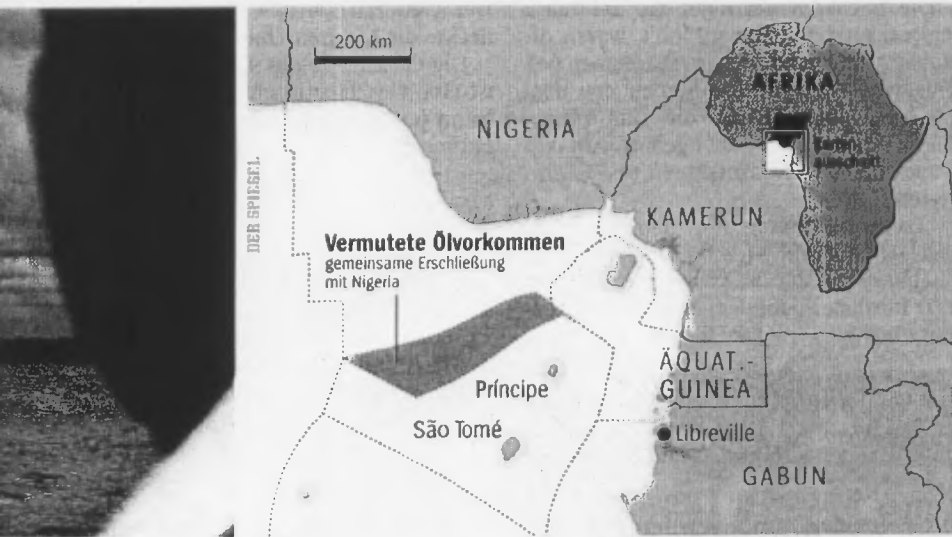 200 km
AFRIKA
NIGERIA
DER SPIEGEL
KAMERUN
Vermutete Ölvorkommen
gemeinsame Erschließung
mit Nigeria
ÄQUAT.-
GUINEA
Príncipe
São Tomé
Libreville
GABUN